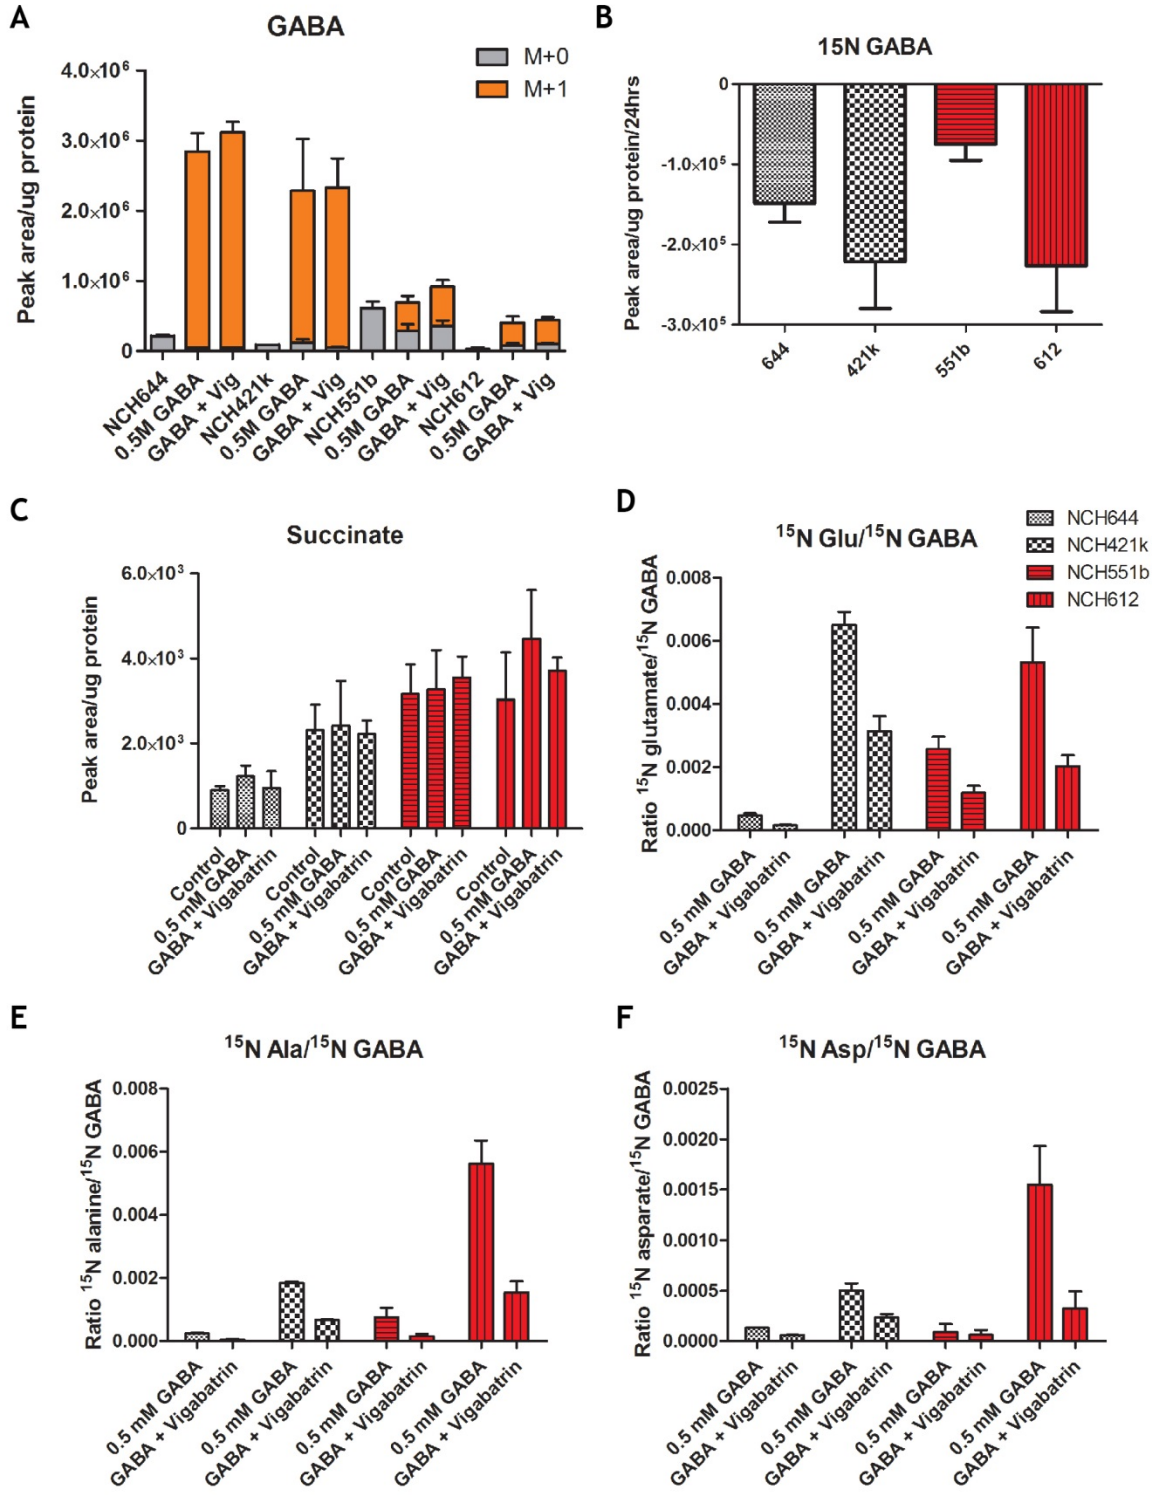 A
GABA
M+0
M+1
4.0×10⁶
3.0×10⁶
2.0×10⁶
1.0×10⁶
0
Peak area/ug protein
NCH644
0.5M GABA
GABA + Vig
NCH421k
0.5M GABA
GABA + Vig
NCH551b
0.5M GABA
GABA + Vig
NCH612
0.5M GABA
GABA + Vig
B
15N GABA
0
-1.0×10⁵
-2.0×10⁵
-3.0×10⁵
Peak area/ug protein/24hrs
644
421k
551b
612
C
Succinate
6.0×10³
4.0×10³
2.0×10³
0
Peak area/ug protein
Control
0.5 mM GABA
GABA + Vigabatrin
Control
0.5 mM GABA
GABA + Vigabatrin
Control
0.5 mM GABA
GABA + Vigabatrin
Control
0.5 mM GABA
GABA + Vigabatrin
D
¹⁵N Glu/¹⁵N GABA
NCH644
NCH421k
NCH551b
NCH612
0.008
0.006
0.004
0.002
0.000
Ratio ¹⁵N glutamate/¹⁵N GABA
0.5 mM GABA
GABA + Vigabatrin
0.5 mM GABA
GABA + Vigabatrin
0.5 mM GABA
GABA + Vigabatrin
0.5 mM GABA
GABA + Vigabatrin
E
¹⁵N Ala/¹⁵N GABA
0.008
0.006
0.004
0.002
0.000
Ratio ¹⁵N alanine/¹⁵N GABA
0.5 mM GABA
GABA + Vigabatrin
0.5 mM GABA
GABA + Vigabatrin
0.5 mM GABA
GABA + Vigabatrin
0.5 mM GABA
GABA + Vigabatrin
F
¹⁵N Asp/¹⁵N GABA
0.0025
0.0020
0.0015
0.0010
0.0005
0.0000
Ratio ¹⁵N asparate/¹⁵N GABA
0.5 mM GABA
GABA + Vigabatrin
0.5 mM GABA
GABA + Vigabatrin
0.5 mM GABA
GABA + Vigabatrin
0.5 mM GABA
GABA + Vigabatrin